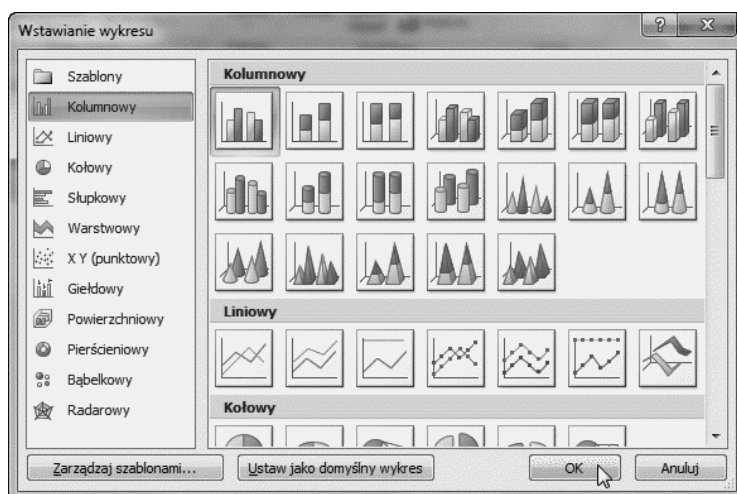 Wstawianie wykresu
Szablony
Kolumnowy
Liniowy
Kołowy
Słupkowy
Warstwowy
X Y (punktowy)
Giełdowy
Powierzchniowy
Pierścieniowy
Bąbelkowy
Radarowy
Kolumnowy
Liniowy
Kołowy
Zarządzaj szablonami...
Ustaw jako domyślny wykres
OK
Anuluj